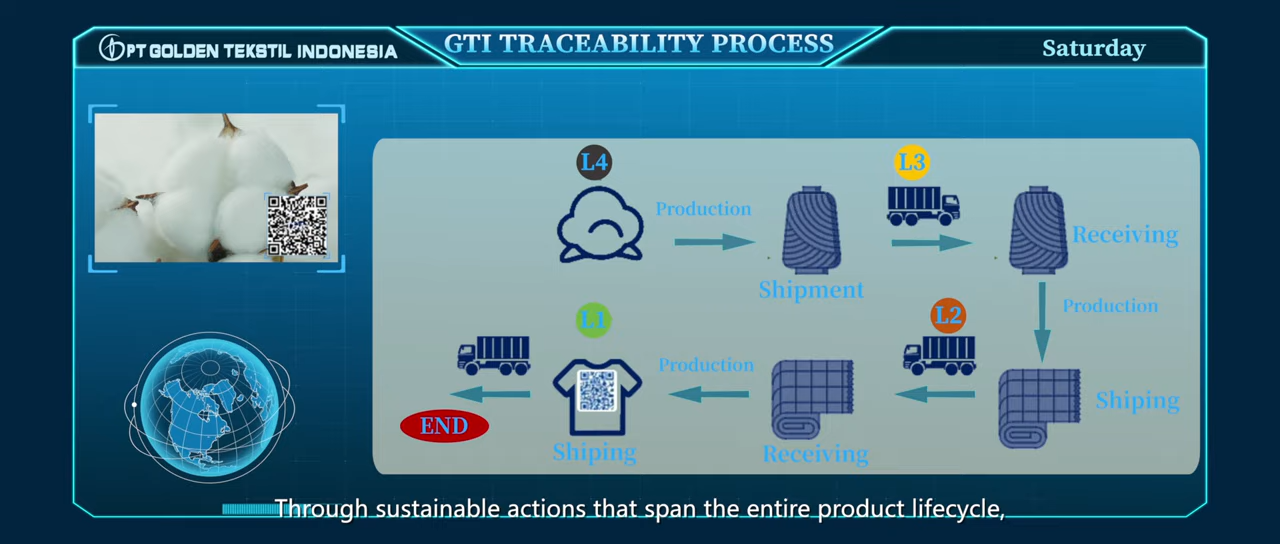 PT GOLDEN TEKSTIL INDONESIA
GTI TRACEABILITY PROCESS
Saturday
L4
L3
Production
Receiving
Shipment
L1
L2
Production
Production
Shiping
END
Shiping
Receiving
Through sustainable actions that span the entire product lifecycle,